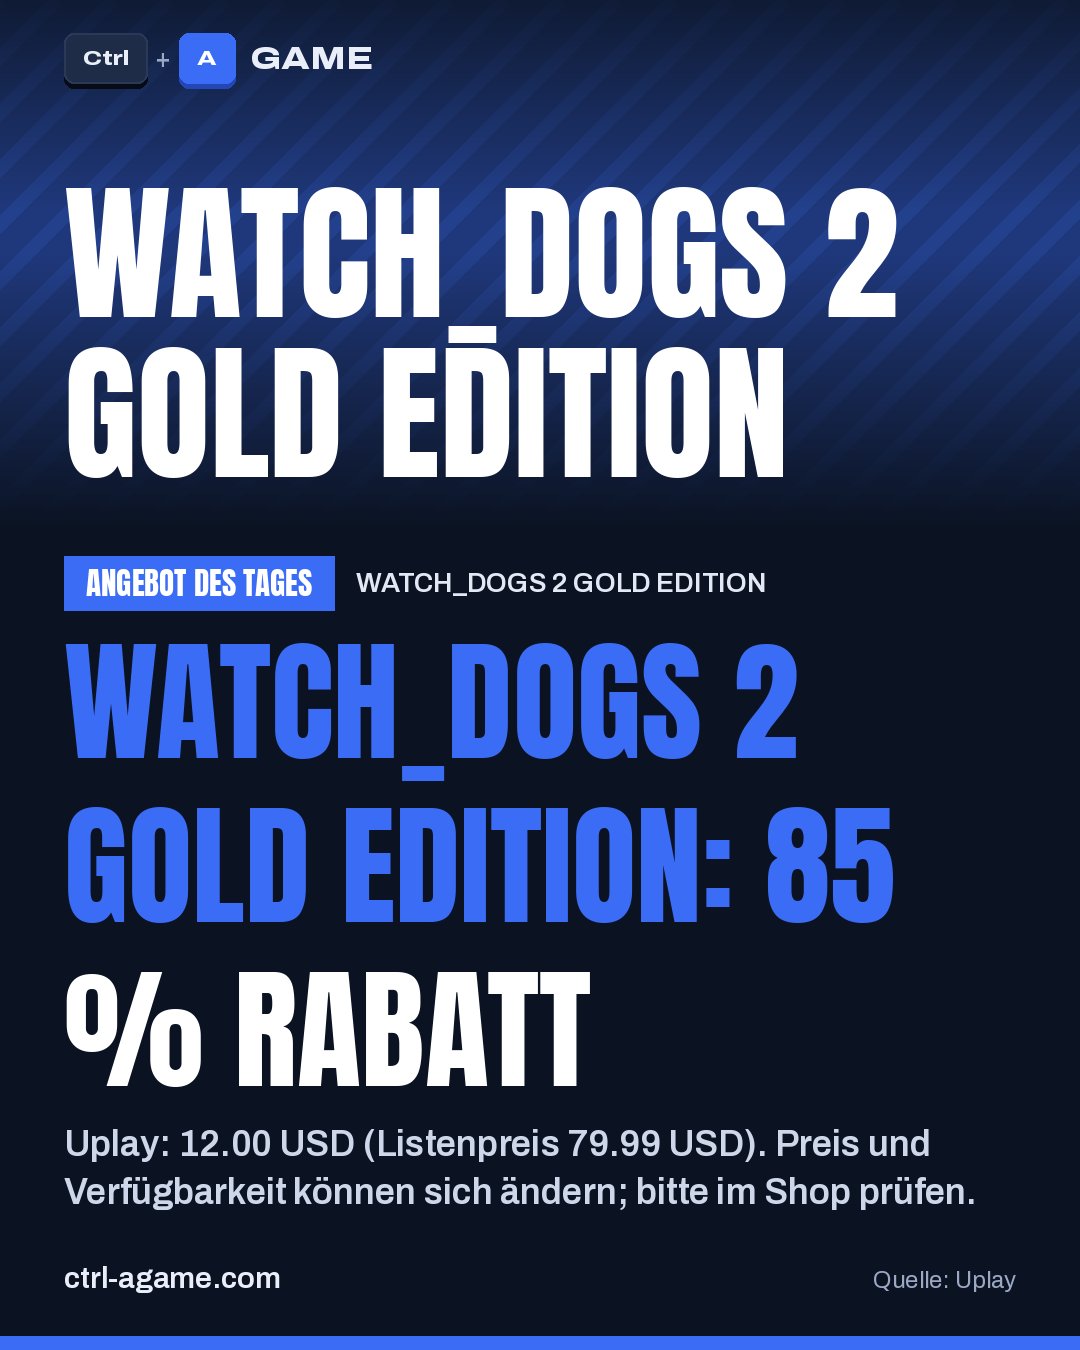 Ctrl + A GAME
WATCH_DOGS 2
GOLD EDITION
ANGEBOT DES TAGES WATCH_DOGS 2 GOLD EDITION
WATCH_DOGS 2
GOLD EDITION: 85
% RABATT
Uplay: 12.00 USD (Listenpreis 79.99 USD). Preis und
Verfügbarkeit können sich ändern; bitte im Shop prüfen.
ctrl-agame.com Quelle: Uplay